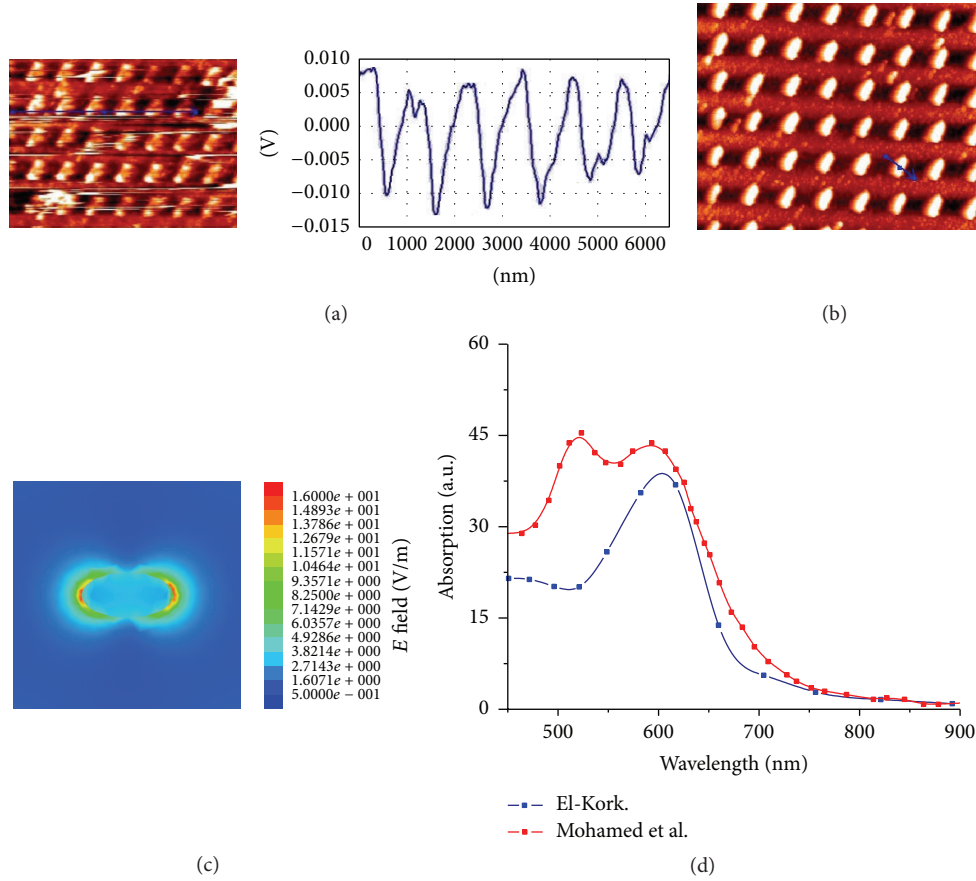 0.010
0.005
0.000
−0.005
−0.010
−0.015
(V)
0 1000 2000 3000 4000 5000 6000
(nm)
(a)
(b)
1.6000e + 001
1.4893e + 001
1.3786e + 001
1.2679e + 001
1.1571e + 001
1.0464e + 001
9.3571e + 000
8.2500e + 000
7.1429e + 000
6.0357e + 000
4.9286e + 000
3.8214e + 000
2.7143e + 000
1.6071e + 000
5.0000e − 001
E field (V/m)
(c)
60
45
30
15
0
Absorption (a.u.)
500 600 700 800 900
Wavelength (nm)
El-Kork.
Mohamed et al.
(d)